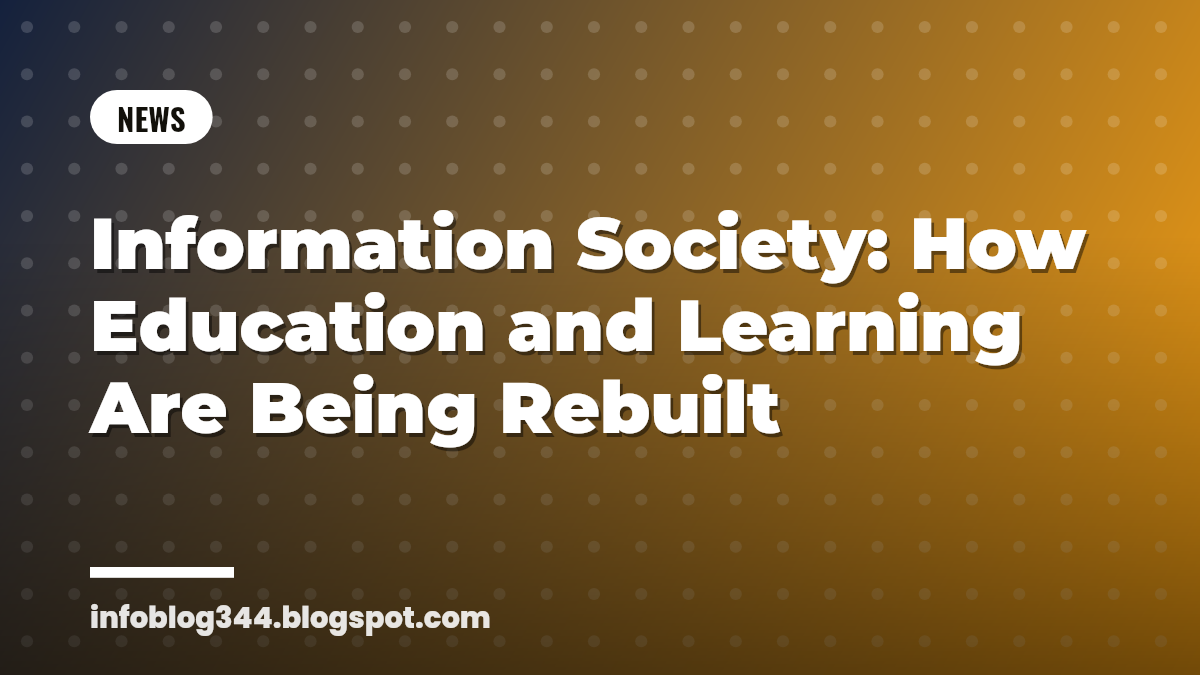 NEWS
Information Society: How
Education and Learning
Are Being Rebuilt
infoblog344.blogspot.com